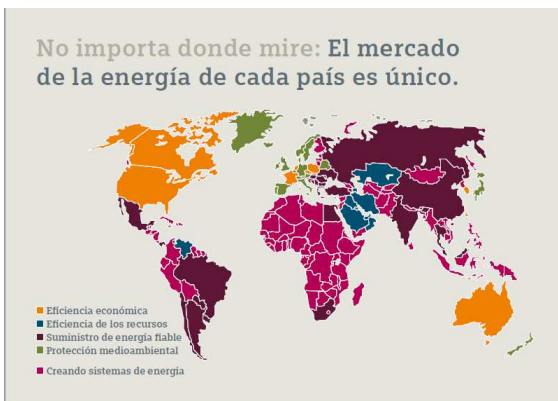 No importa donde mire: El mercado
de la energía de cada país es único.
Eficiencia económica
Eficiencia de los recursos
Suministro de energía fiable
Protección medioambiental
Creando sistemas de energía